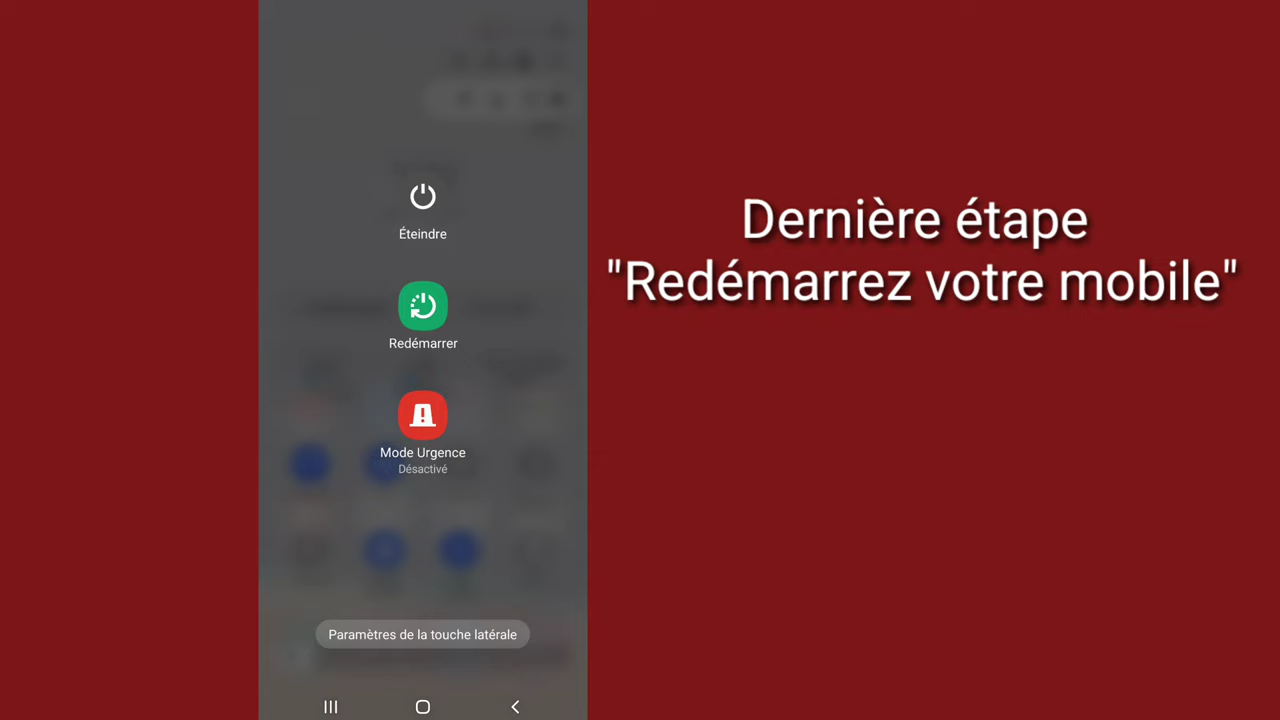 Éteindre
Redémarrer
Mode Urgence
Désactivé
Paramètres de la touche latérale
Dernière étape
"Redémarrez votre mobile"